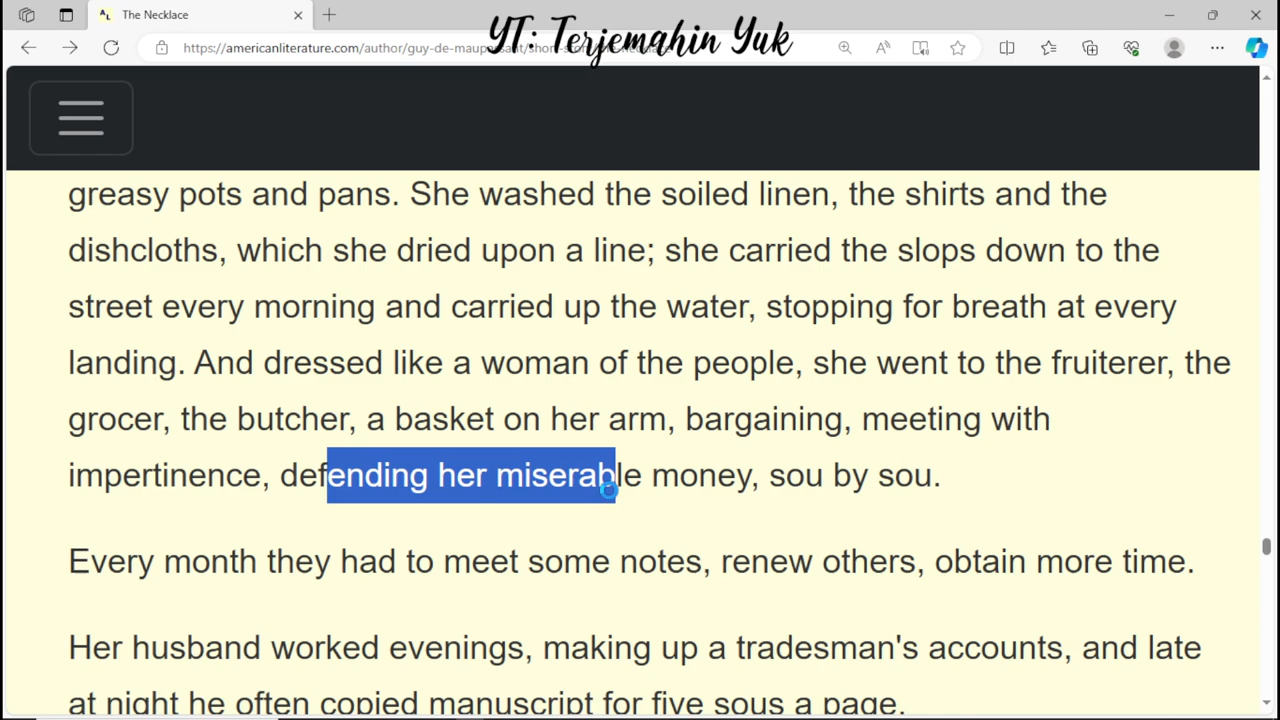 The Necklace
YT: Terjemahin Yuk
https://americanliterature.com/author/guy-de-maupassant/short-story/the-necklace
greasy pots and pans. She washed the soiled linen, the shirts and the
dishcloths, which she dried upon a line; she carried the slops down to the
street every morning and carried up the water, stopping for breath at every
landing. And dressed like a woman of the people, she went to the fruiterer, the
grocer, the butcher, a basket on her arm, bargaining, meeting with
impertinence, defending her miserable money, sou by sou.
Every month they had to meet some notes, renew others, obtain more time.
Her husband worked evenings, making up a tradesman's accounts, and late
at night he often copied manuscript for five sous a page.